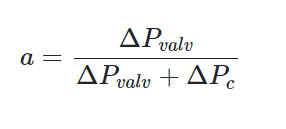 a = ΔP_valv / (ΔP_valv + ΔP_c)